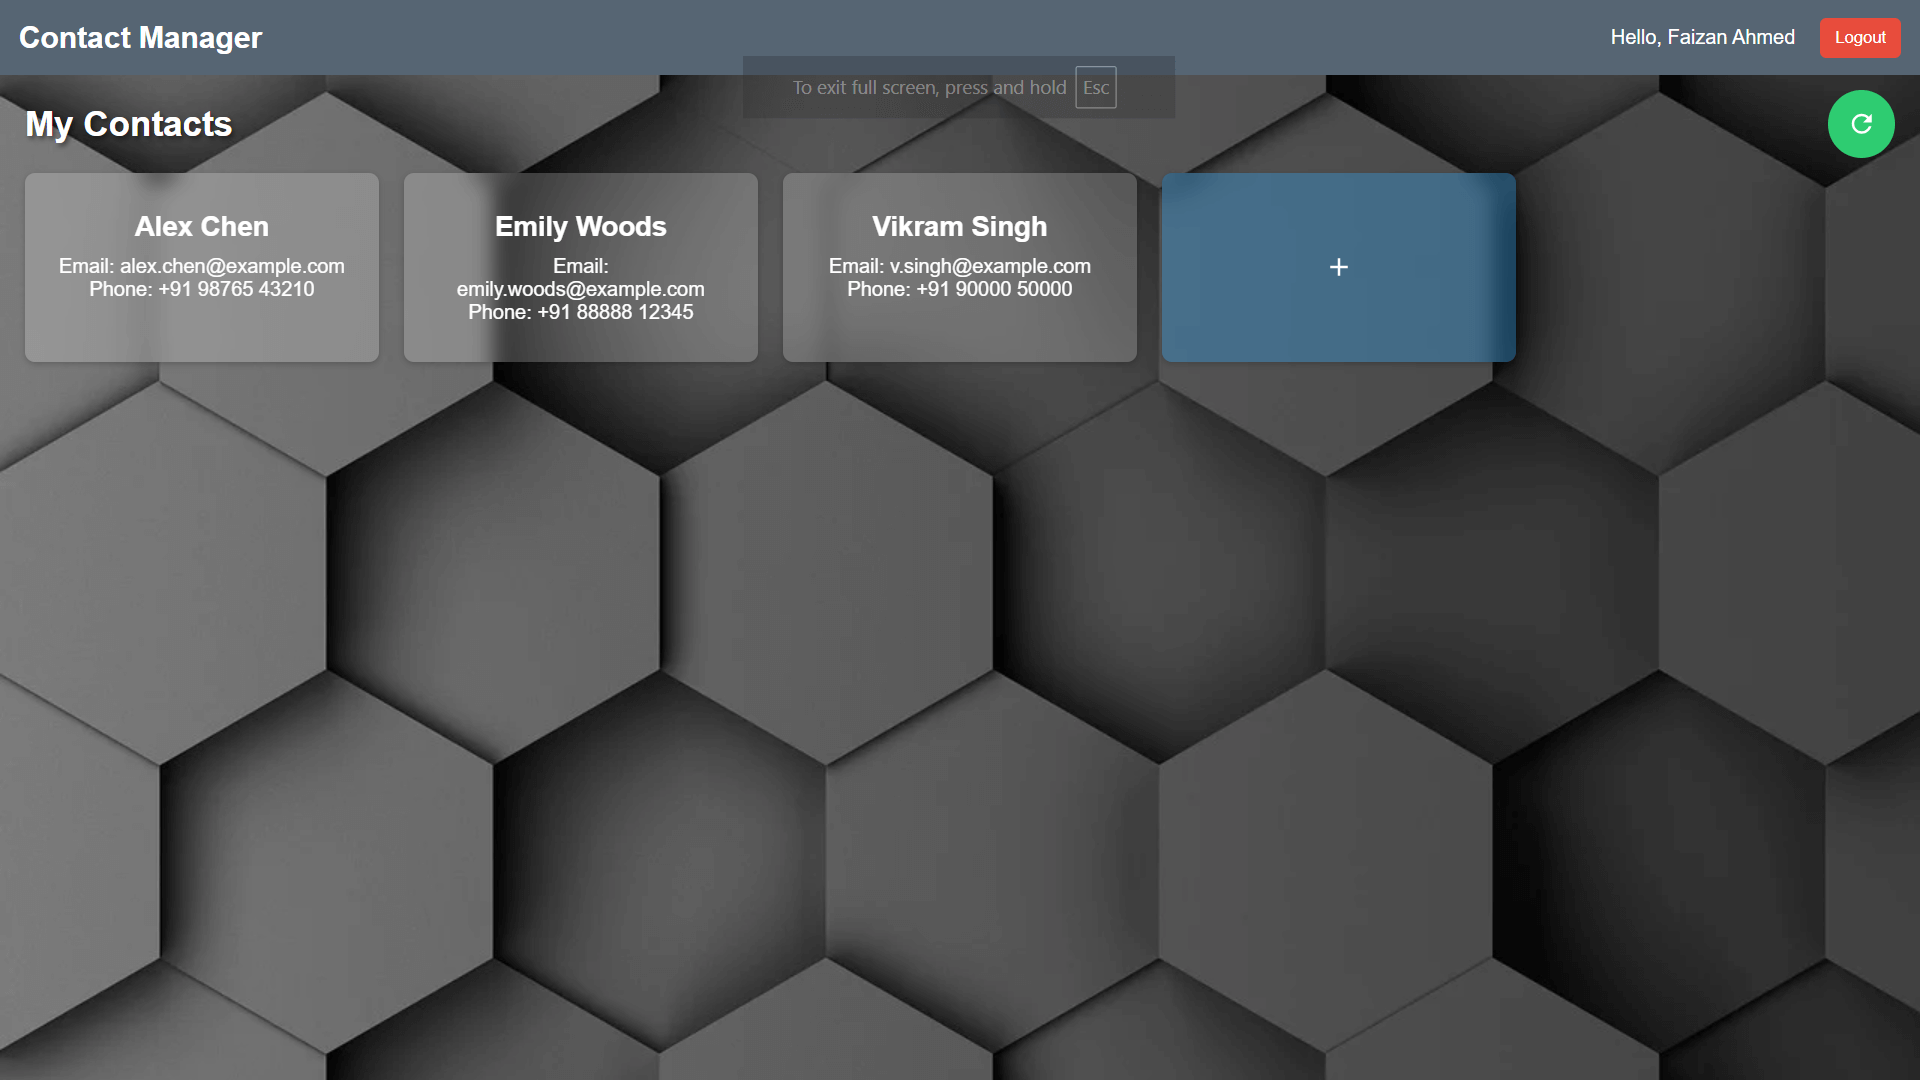 Contact Manager
Hello, Faizan Ahmed
Logout
To exit full screen, press and hold Esc
My Contacts
Alex Chen
Email: alex.chen@example.com
Phone: +91 98765 43210
Emily Woods
Email:
emily.woods@example.com
Phone: +91 88888 12345
Vikram Singh
Email: v.singh@example.com
Phone: +91 90000 50000
+